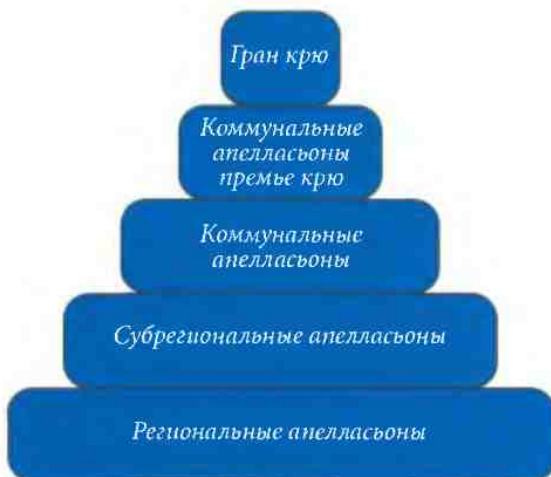 Гран крю
Коммунальные
апелласьоны
премье крю
Коммунальные
апелласьоны
Субрегиональные апелласьоны
Региональные апелласьоны